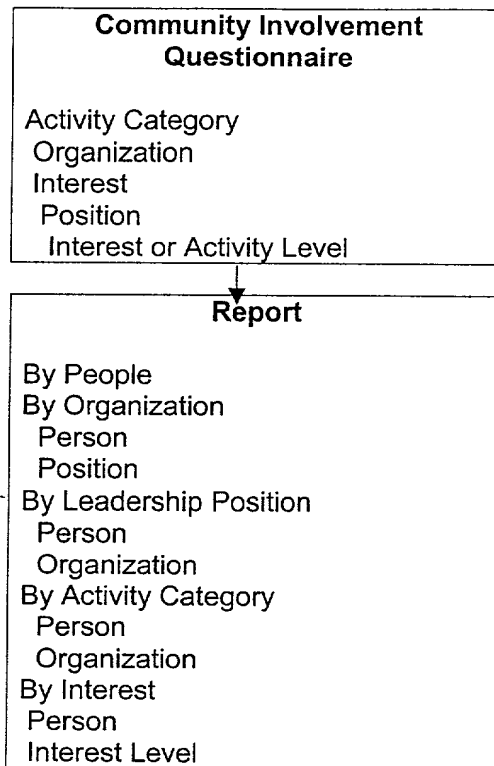 Community Involvement
Questionnaire
Activity Category
Organization
Interest
Position
Interest or Activity Level
Report
By People
By Organization
Person
Position
By Leadership Position
Person
Organization
By Activity Category
Person
Organization
By Interest
Person
Interest Level